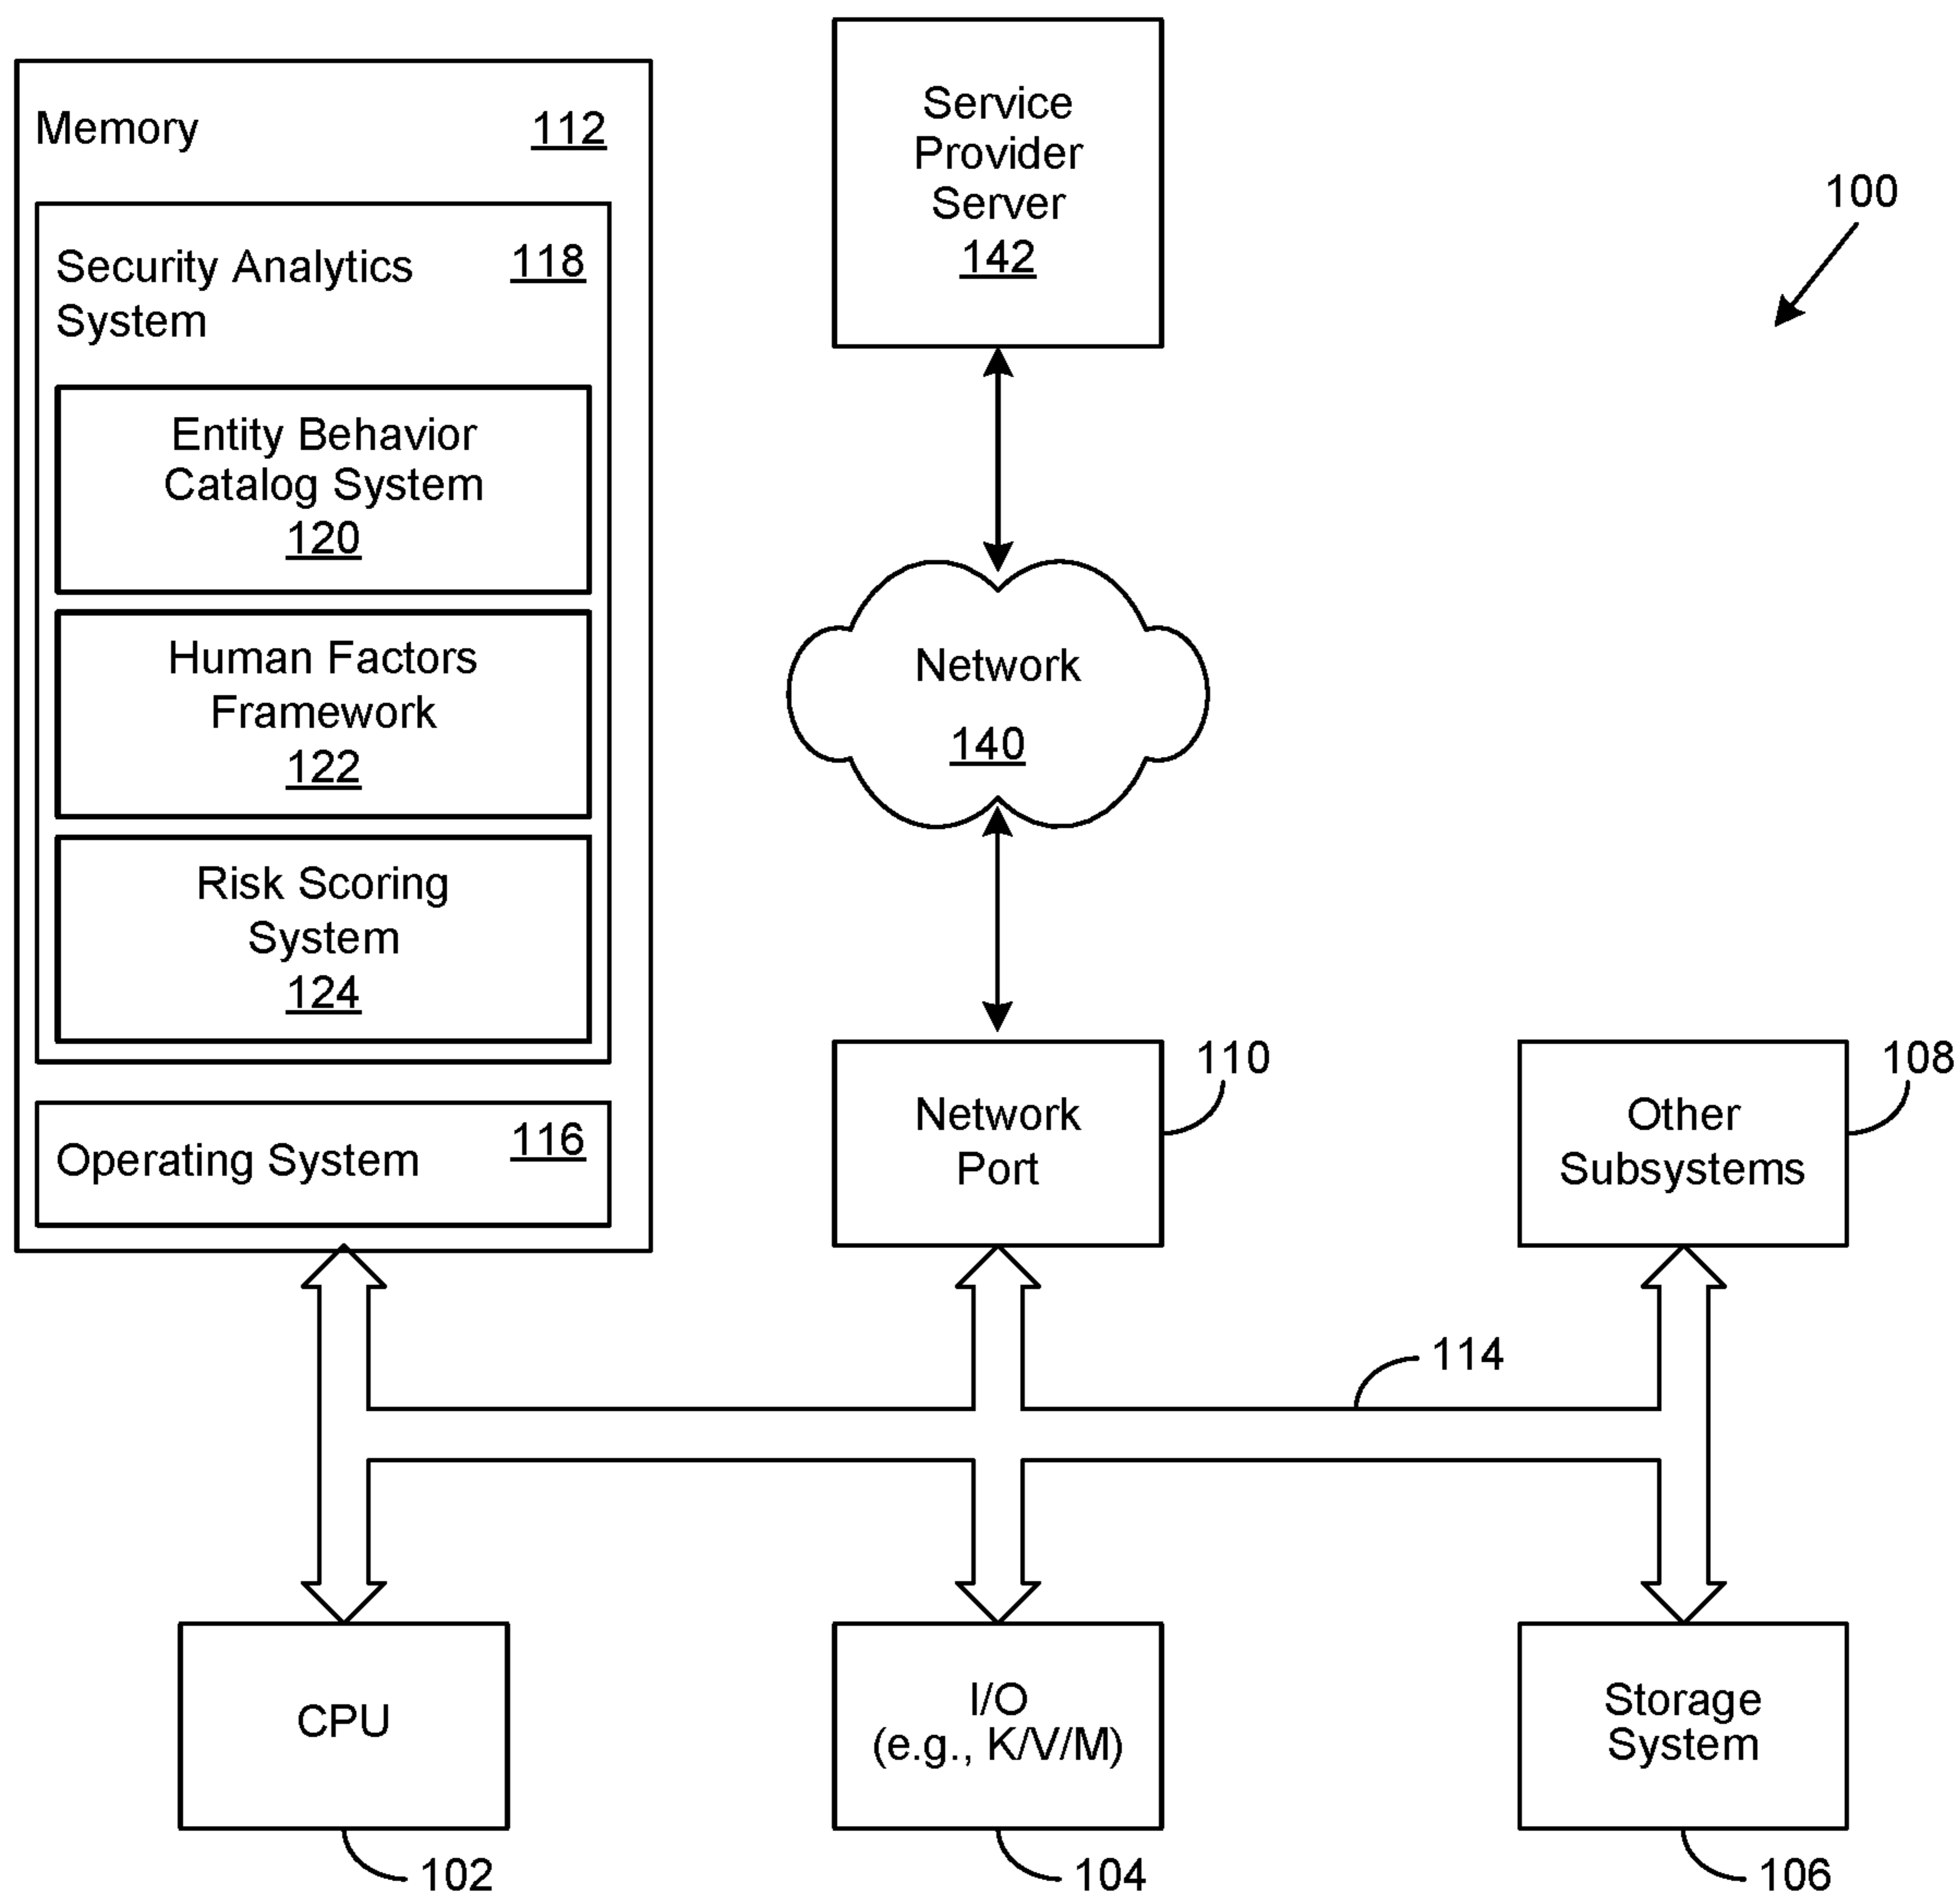 Memory 112
Security Analytics 118
System
Entity Behavior
Catalog System
120
Human Factors
Framework
122
Risk Scoring
System
124
Operating System 116
Service
Provider
Server
142
100
Network
140
Network
Port
110
Other
Subsystems
108
114
CPU
102
I/O
(e.g., K/V/M)
104
Storage
System
106